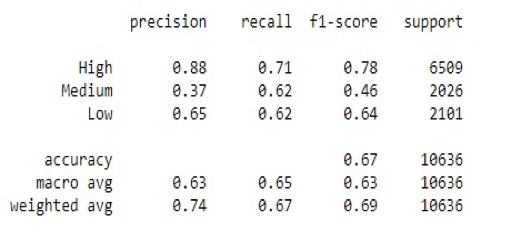 precision recall f1-score support
High 0.88 0.71 0.78 6509
Medium 0.37 0.62 0.46 2026
Low 0.65 0.62 0.64 2101
accuracy 0.67 10636
macro avg 0.63 0.65 0.63 10636
weighted avg 0.74 0.67 0.69 10636